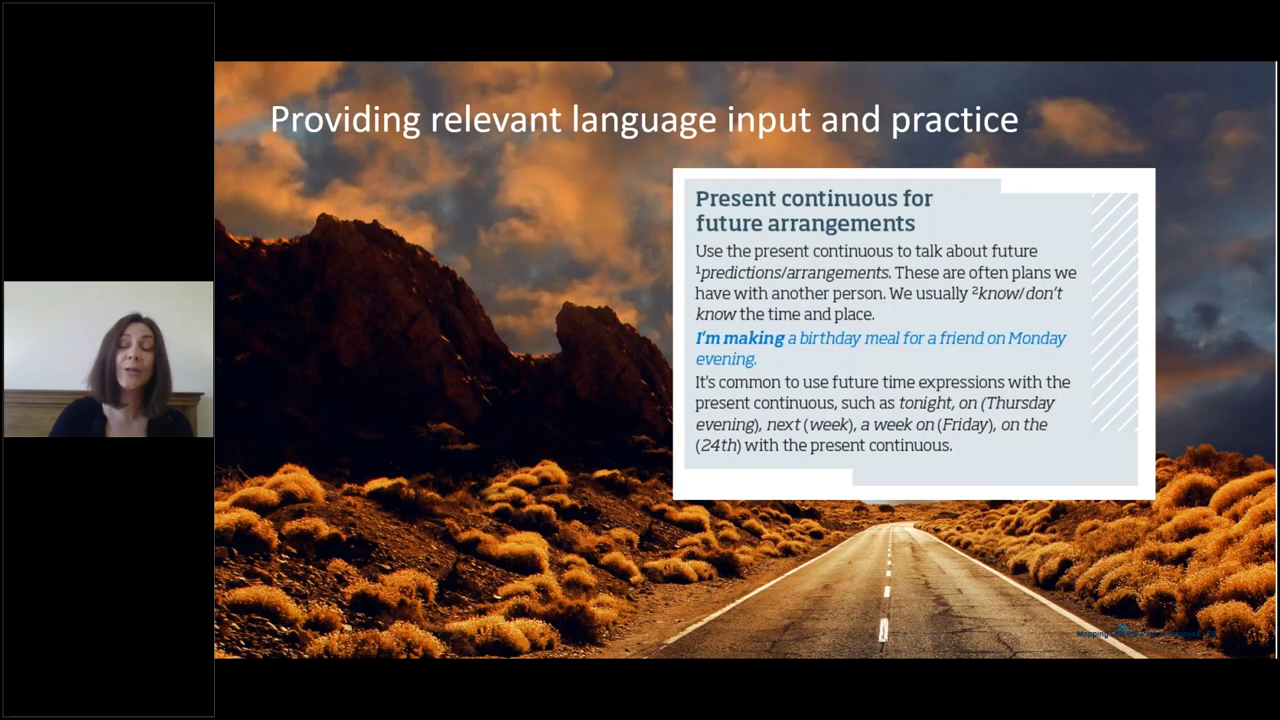 Providing relevant language input and practice
Present continuous for
future arrangements
Use the present continuous to talk about future
¹predictions/arrangements. These are often plans we
have with another person. We usually ²know/don't
know the time and place.
I'm making a birthday meal for a friend on Monday
evening.
It's common to use future time expressions with the
present continuous, such as tonight, on (Thursday
evening), next (week), a week on (Friday), on the
(24th) with the present continuous.
Mapping